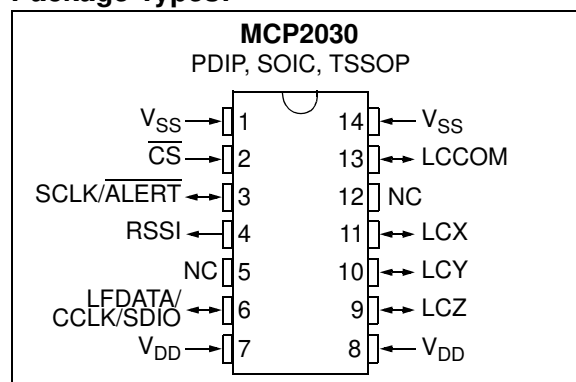 Package Types:
MCP2030
PDIP, SOIC, TSSOP
VSS 1 14 VSS
CS 2 13 LCCOM
SCLK/ALERT 3 12 NC
RSSI 4 11 LCX
NC 5 10 LCY
LFDATA/
CCLK/SDIO 6 9 LCZ
VDD 7 8 VDD